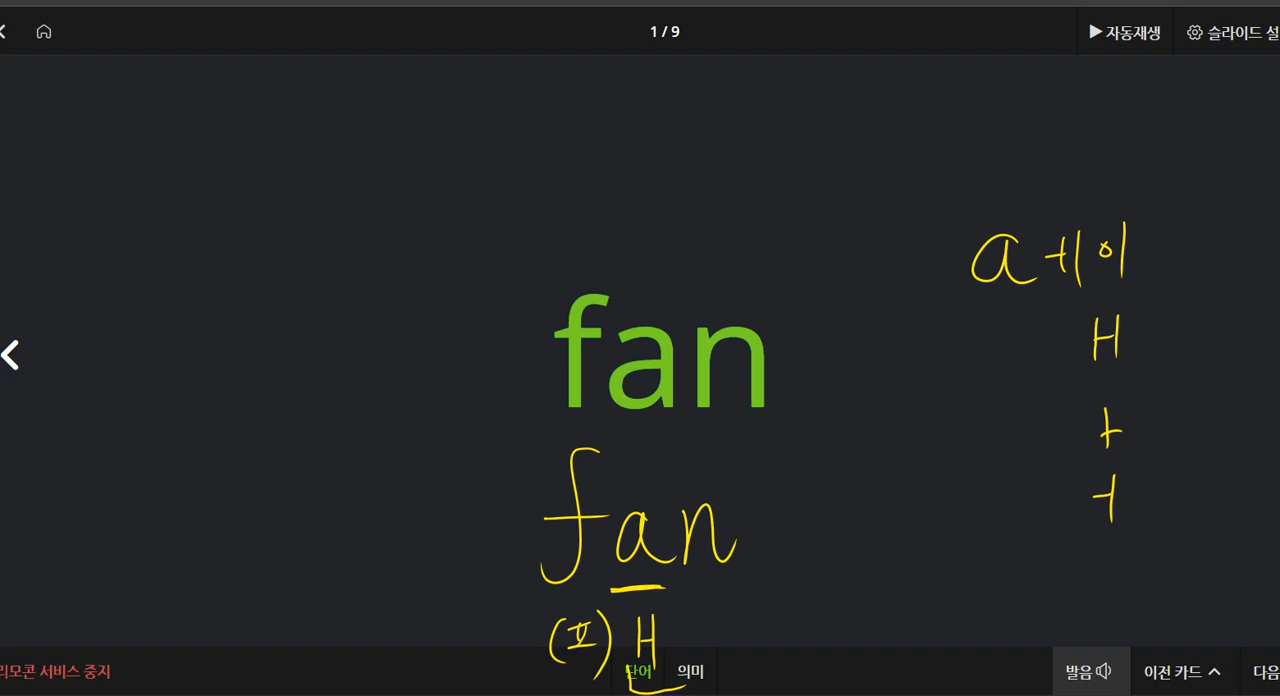 1 / 9
자동재생
슬라이드 설
fan
a ㅔ이
ㅐ
ㅏ
ㅓ
fan
(ㅍ) ㅐ
리모콘 서비스 중지
단어
의미
발음
이전 카드
다음